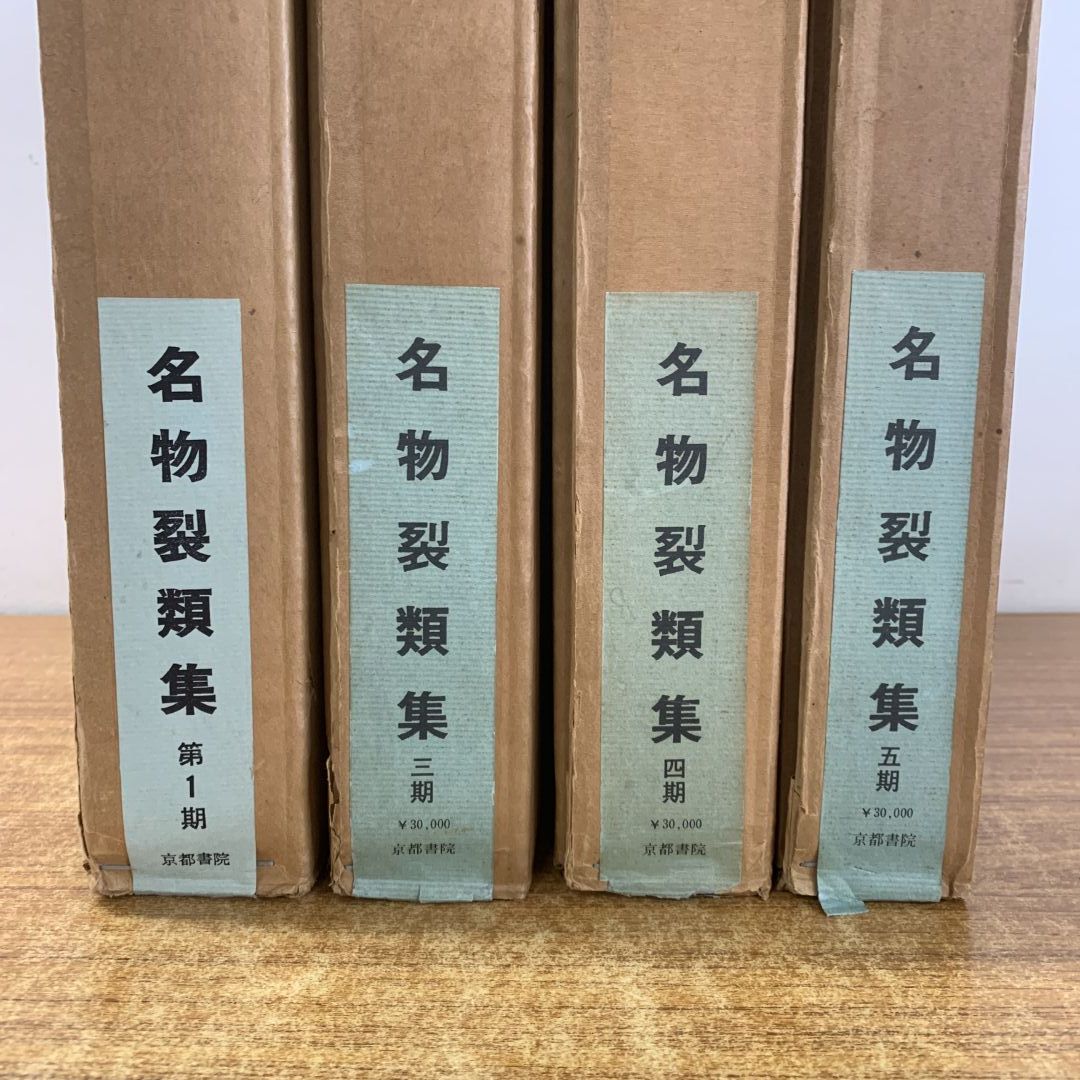 名物裂類集
第1期
京都書院
名物裂類集
三期
￥30,000
京都書院
名物裂類集
四期
￥30,000
京都書院
名物裂類集
五期
￥30,000
京都書院